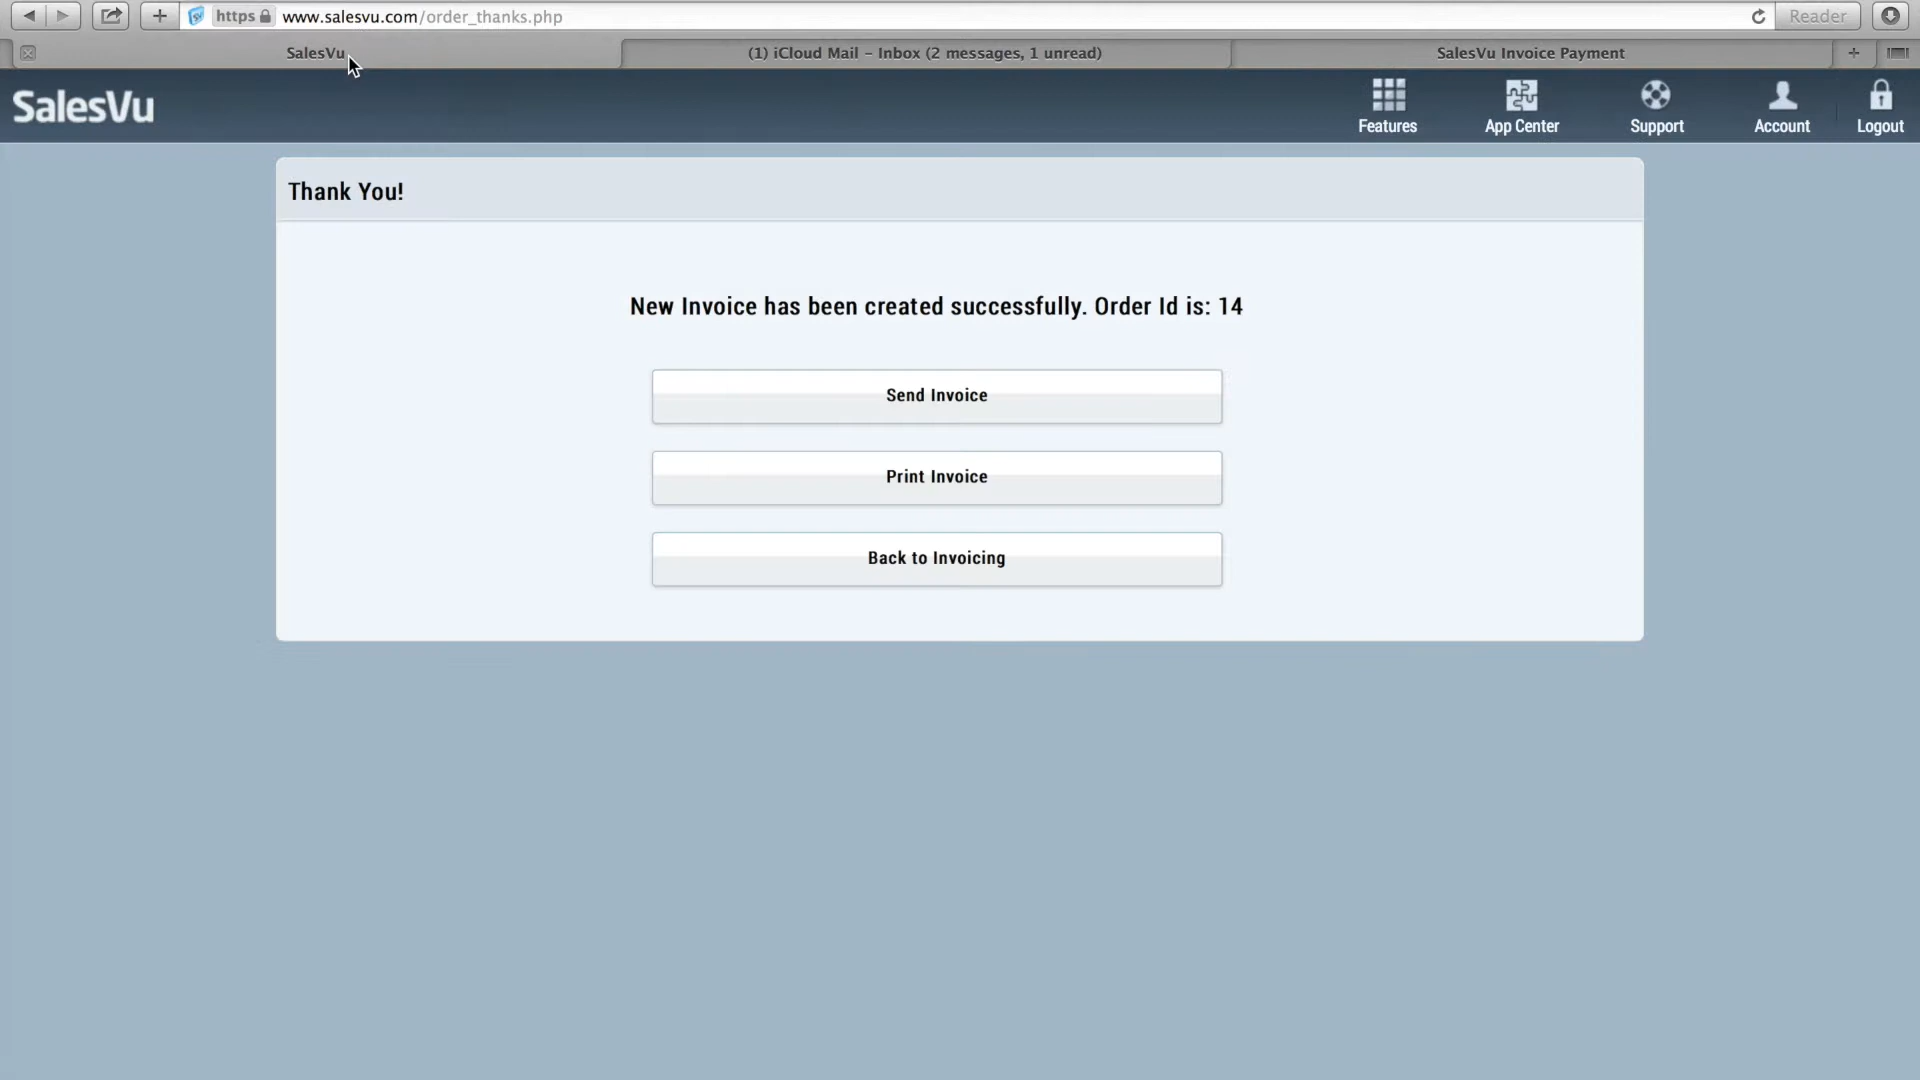 https www.salesvu.com/order_thanks.php Reader
SalesVu (1) iCloud Mail – Inbox (2 messages, 1 unread) SalesVu Invoice Payment
SalesVu Features App Center Support Account Logout
Thank You!
New Invoice has been created successfully. Order Id is: 14
Send Invoice
Print Invoice
Back to Invoicing